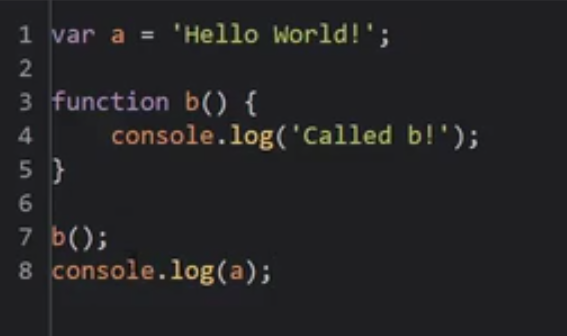 1 var a = 'Hello World!';
2
3 function b() {
4     console.log('Called b!');
5 }
6
7 b();
8 console.log(a);